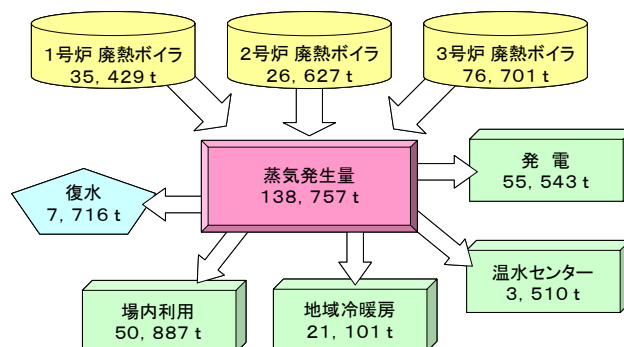 1号炉 廃熱ボイラ
35,429t
2号炉 廃熱ボイラ
26,627t
3号炉 廃熱ボイラ
76,701t
蒸気発生量
138,757t
発 電
55,543t
復水
7,716t
温水センター
3,510t
場内利用
50,887t
地域冷暖房
21,101t